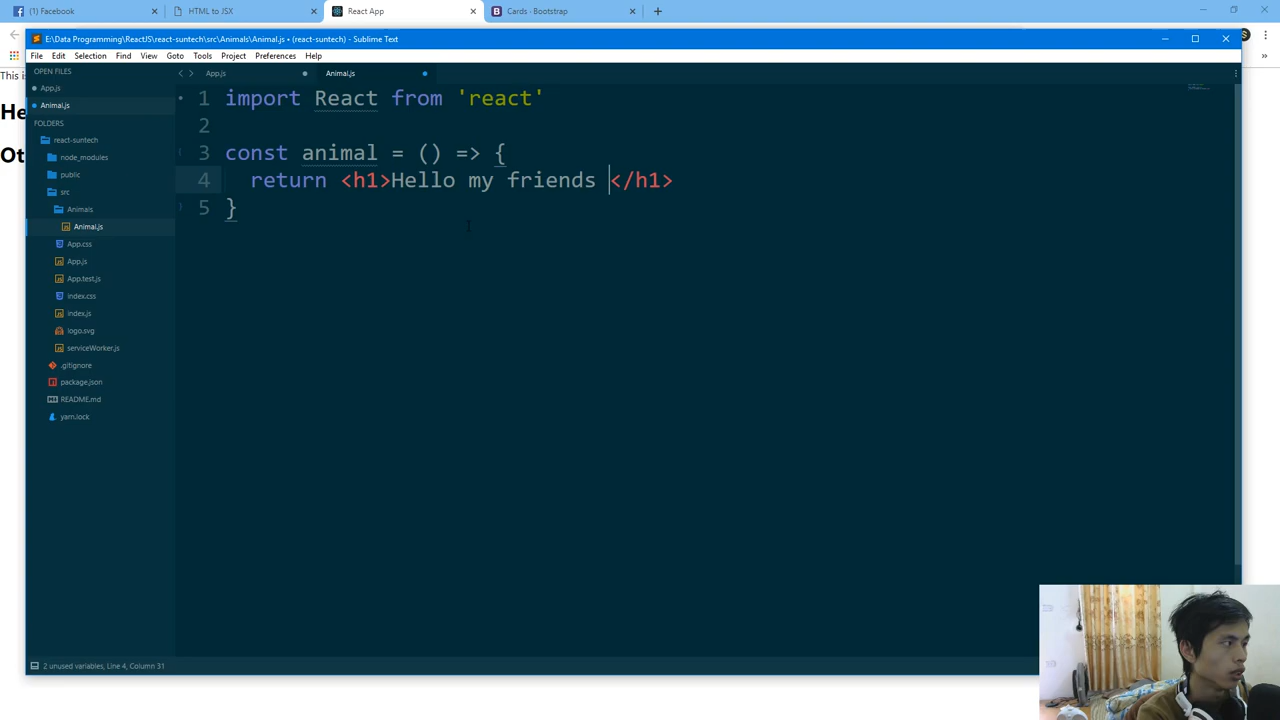 (1) Facebook
HTML to JSX
React App
Cards · Bootstrap
E:\Data Programming\ReactJS\react-suntech\src\Animals\Animal.js • (react-suntech) - Sublime Text
File Edit Selection Find View Goto Tools Project Preferences Help
This is
He
Ot
OPEN FILES
App.js
Animal.js
FOLDERS
react-suntech
node_modules
public
src
Animals
Animal.js
App.css
App.js
App.test.js
index.css
index.js
logo.svg
serviceWorker.js
.gitignore
package.json
README.md
yarn.lock
App.js
Animal.js
1 import React from 'react'
2
3 const animal = () => {
4 return <h1>Hello my friends </h1>
5 }
2 unused variables, Line 4, Column 31